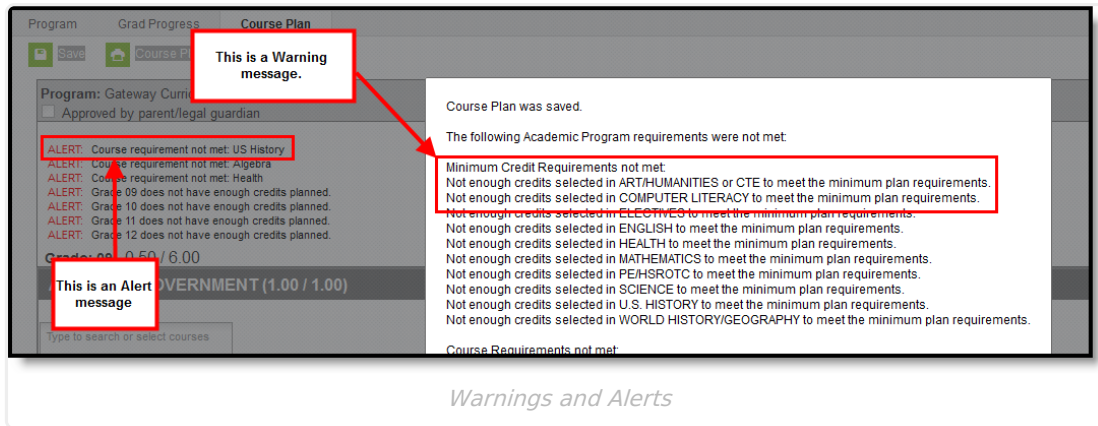 Program Grad Progress Course Plan
Save Course P
This is a Warning
message.
Program: Gateway Curri
Approved by parent/legal guardian
ALERT: Course requirement not met: US History
ALERT: Course requirement not met: Algebra
ALERT: Course requirement not met: Health
ALERT: Grade 09 does not have enough credits planned.
ALERT: Grade 10 does not have enough credits planned.
ALERT: Grade 11 does not have enough credits planned.
ALERT: Grade 12 does not have enough credits planned.
Grade: 09 0.50 / 6.00
OVERNMENT (1.00 / 1.00)
This is an Alert
message
Type to search or select courses
Course Plan was saved.
The following Academic Program requirements were not met:
Minimum Credit Requirements not met:
Not enough credits selected in ART/HUMANITIES or CTE to meet the minimum plan requirements.
Not enough credits selected in COMPUTER LITERACY to meet the minimum plan requirements.
Not enough credits selected in ELECTIVES to meet the minimum plan requirements.
Not enough credits selected in ENGLISH to meet the minimum plan requirements.
Not enough credits selected in HEALTH to meet the minimum plan requirements.
Not enough credits selected in MATHEMATICS to meet the minimum plan requirements.
Not enough credits selected in PE/HSROTC to meet the minimum plan requirements.
Not enough credits selected in SCIENCE to meet the minimum plan requirements.
Not enough credits selected in U.S. HISTORY to meet the minimum plan requirements.
Not enough credits selected in WORLD HISTORY/GEOGRAPHY to meet the minimum plan requirements.
Course Requirements not met:
Warnings and Alerts